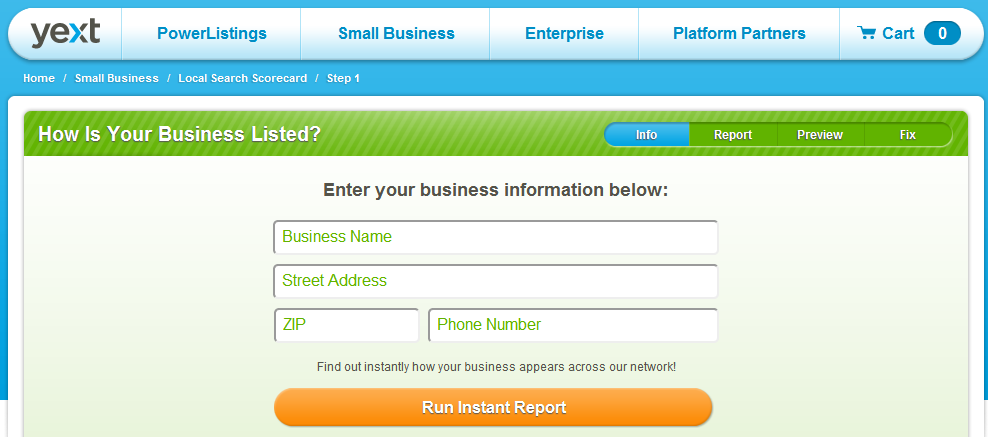 yext PowerListings Small Business Enterprise Platform Partners Cart 0
Home / Small Business / Local Search Scorecard / Step 1
How Is Your Business Listed? Info Report Preview Fix
Enter your business information below:
Business Name
Street Address
ZIP Phone Number
Find out instantly how your business appears across our network!
Run Instant Report